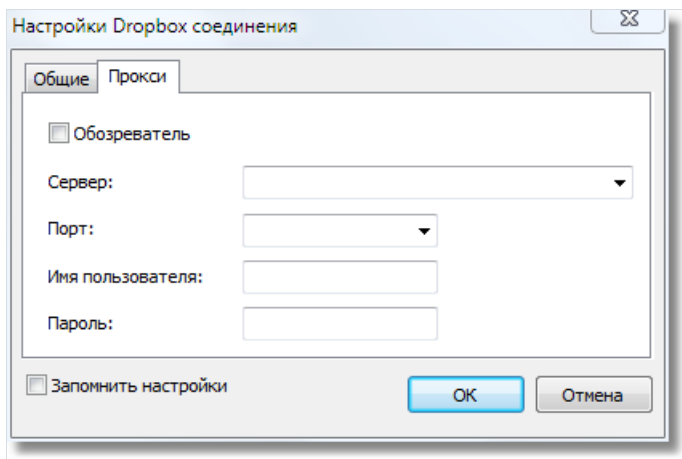 Настройки Dropbox соединения
Общие Прокси
Обозреватель
Сервер:
Порт:
Имя пользователя:
Пароль:
Запомнить настройки
OK Отмена